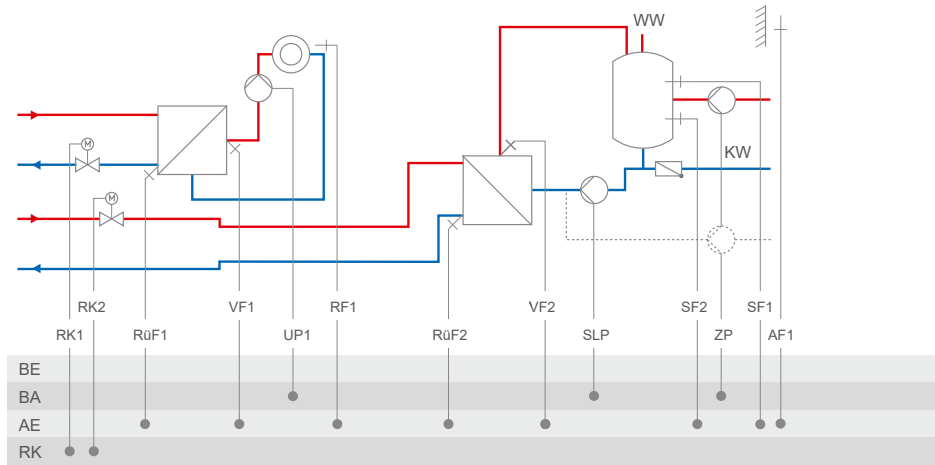 WW
M
KW
M
RK2 VF1 RF1 VF2 SF2 SF1
RK1 RüF1 UP1 RüF2 SLP ZP AF1
BE
BA
AE
RK